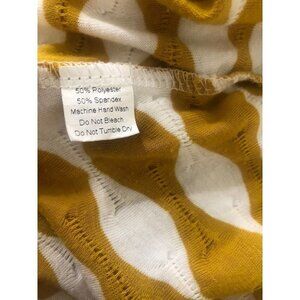 50% Polyester
50% Spandex
Machine Hand Wash
Do Not Bleach
Do Not Tumble Dry